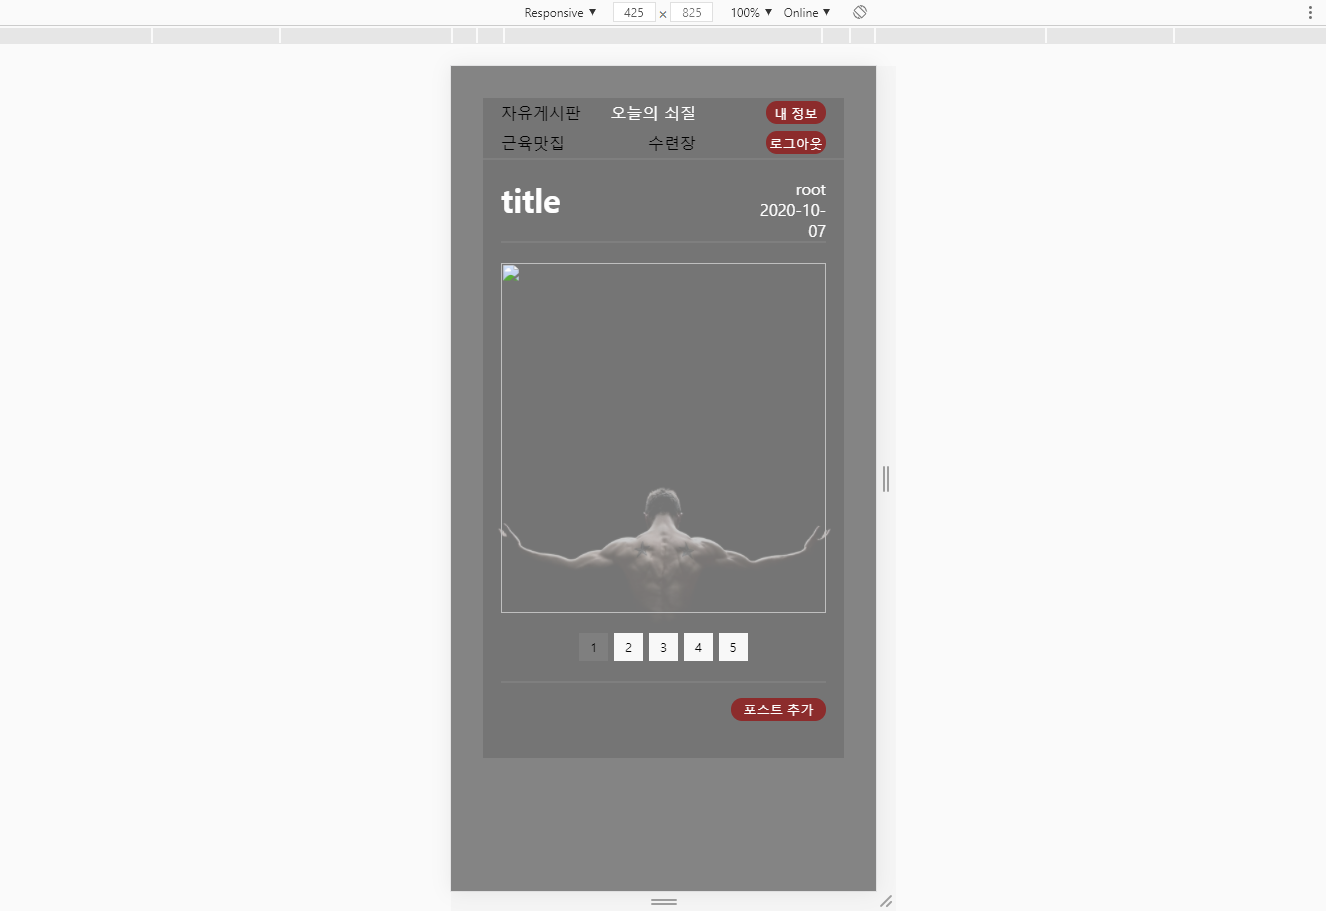 Responsive ▼ 425 × 825 100% ▼ Online ▼
자유게시판 오늘의 쇠질 내 정보
근육맛집 수련장 로그아웃
title
root
2020-10-
07
1 2 3 4 5
포스트 추가